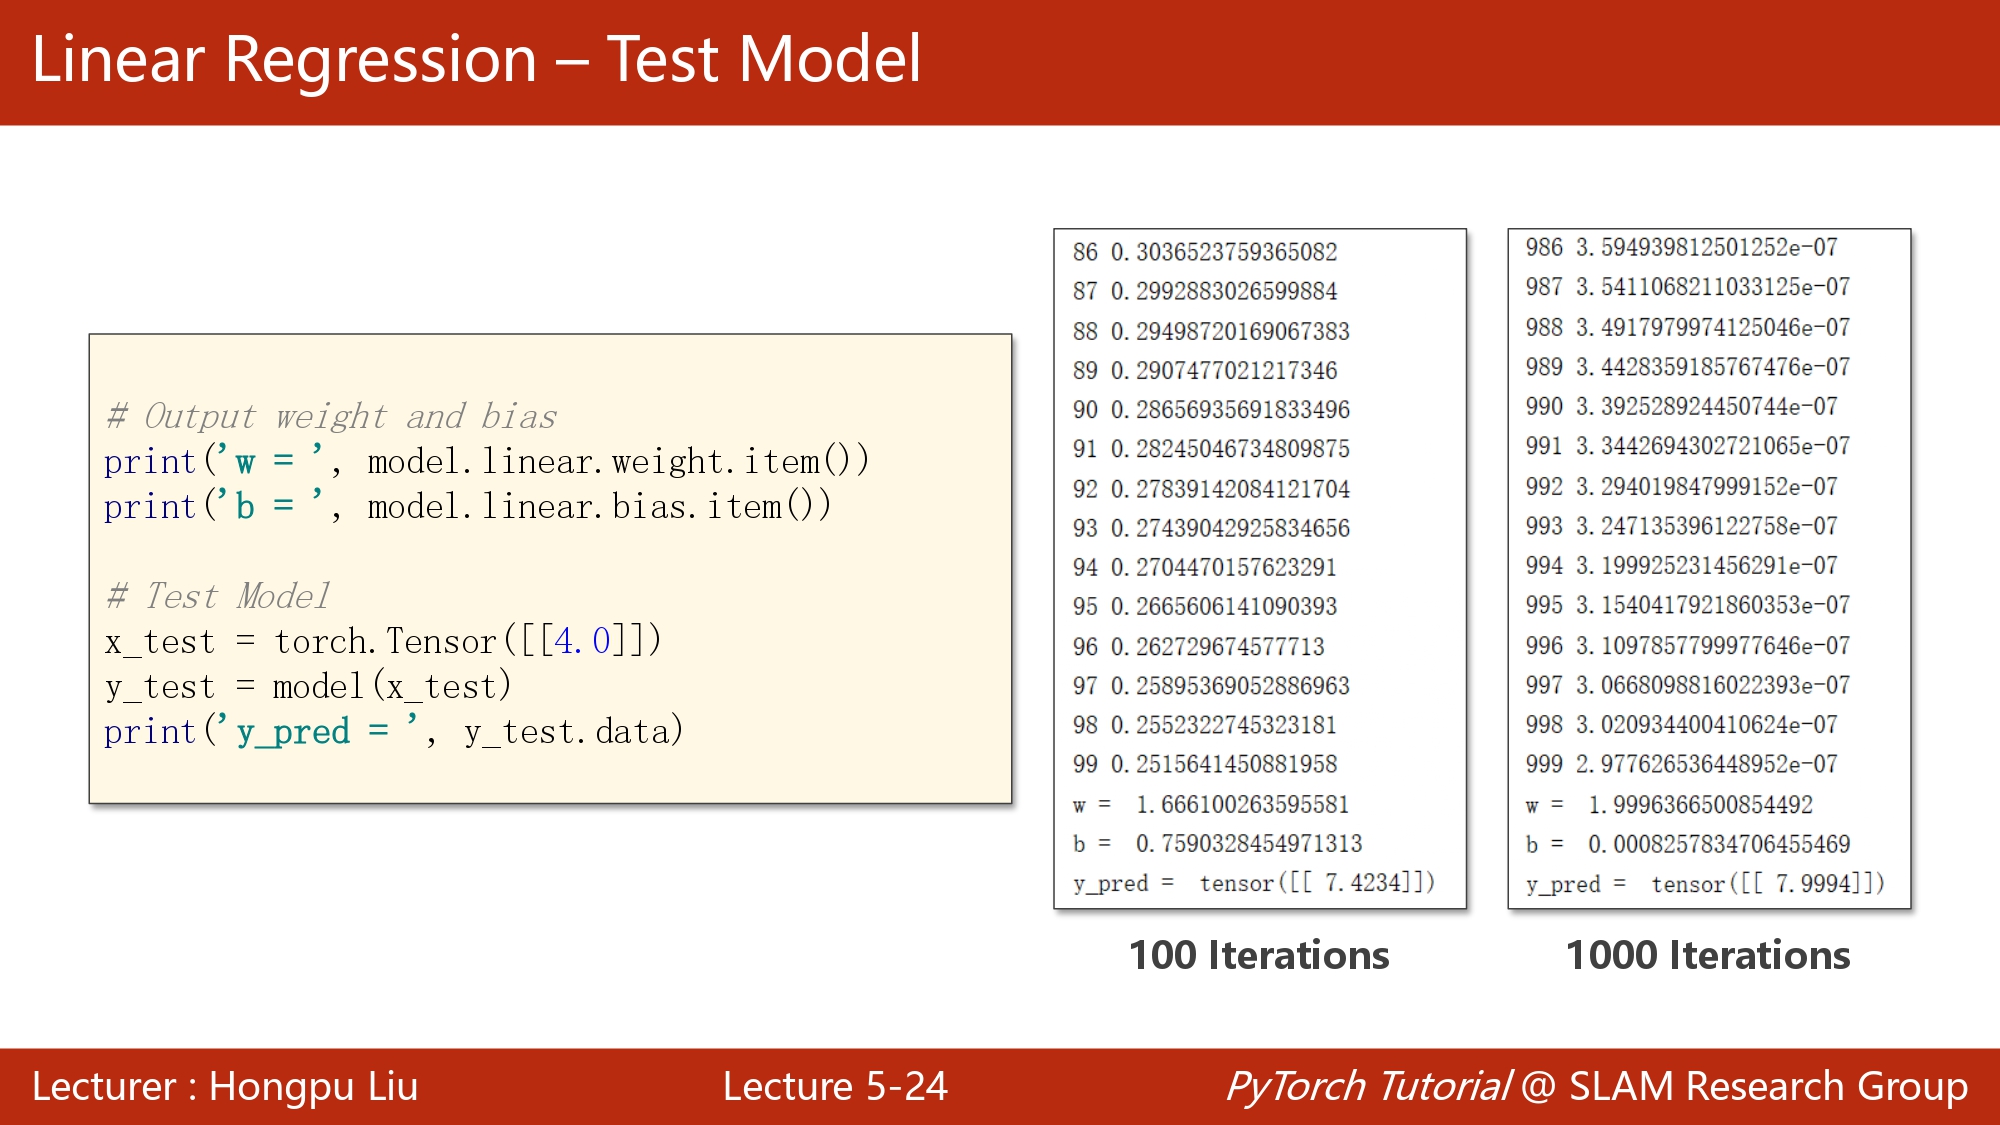 Linear Regression – Test Model
# Output weight and bias
print('w = ', model.linear.weight.item())
print('b = ', model.linear.bias.item())
# Test Model
x_test = torch.Tensor([[4.0]])
y_test = model(x_test)
print('y_pred = ', y_test.data)
86 0.3036523759365082
87 0.2992883026599884
88 0.29498720169067383
89 0.2907477021217346
90 0.28656935691833496
91 0.28245046734809875
92 0.27839142084121704
93 0.27439042925834656
94 0.2704470157623291
95 0.2665606141090393
96 0.262729674577713
97 0.25895369052886963
98 0.2552322745323181
99 0.2515641450881958
w =  1.666100263595581
b =  0.7590328454971313
y_pred =  tensor([[ 7.4234]])
100 Iterations
986 3.594939812501252e-07
987 3.5411068211033125e-07
988 3.4917979974125046e-07
989 3.4428359185767476e-07
990 3.392528924450744e-07
991 3.3442694302721065e-07
992 3.294019847999152e-07
993 3.247135396122758e-07
994 3.199925231456291e-07
995 3.1540417921860353e-07
996 3.1097857799977646e-07
997 3.0668098816022393e-07
998 3.020934400410624e-07
999 2.977626536448952e-07
w =  1.9996366500854492
b =  0.0008257834706455469
y_pred =  tensor([[ 7.9994]])
1000 Iterations
Lecturer : Hongpu Liu
Lecture 5-24
PyTorch Tutorial @ SLAM Research Group